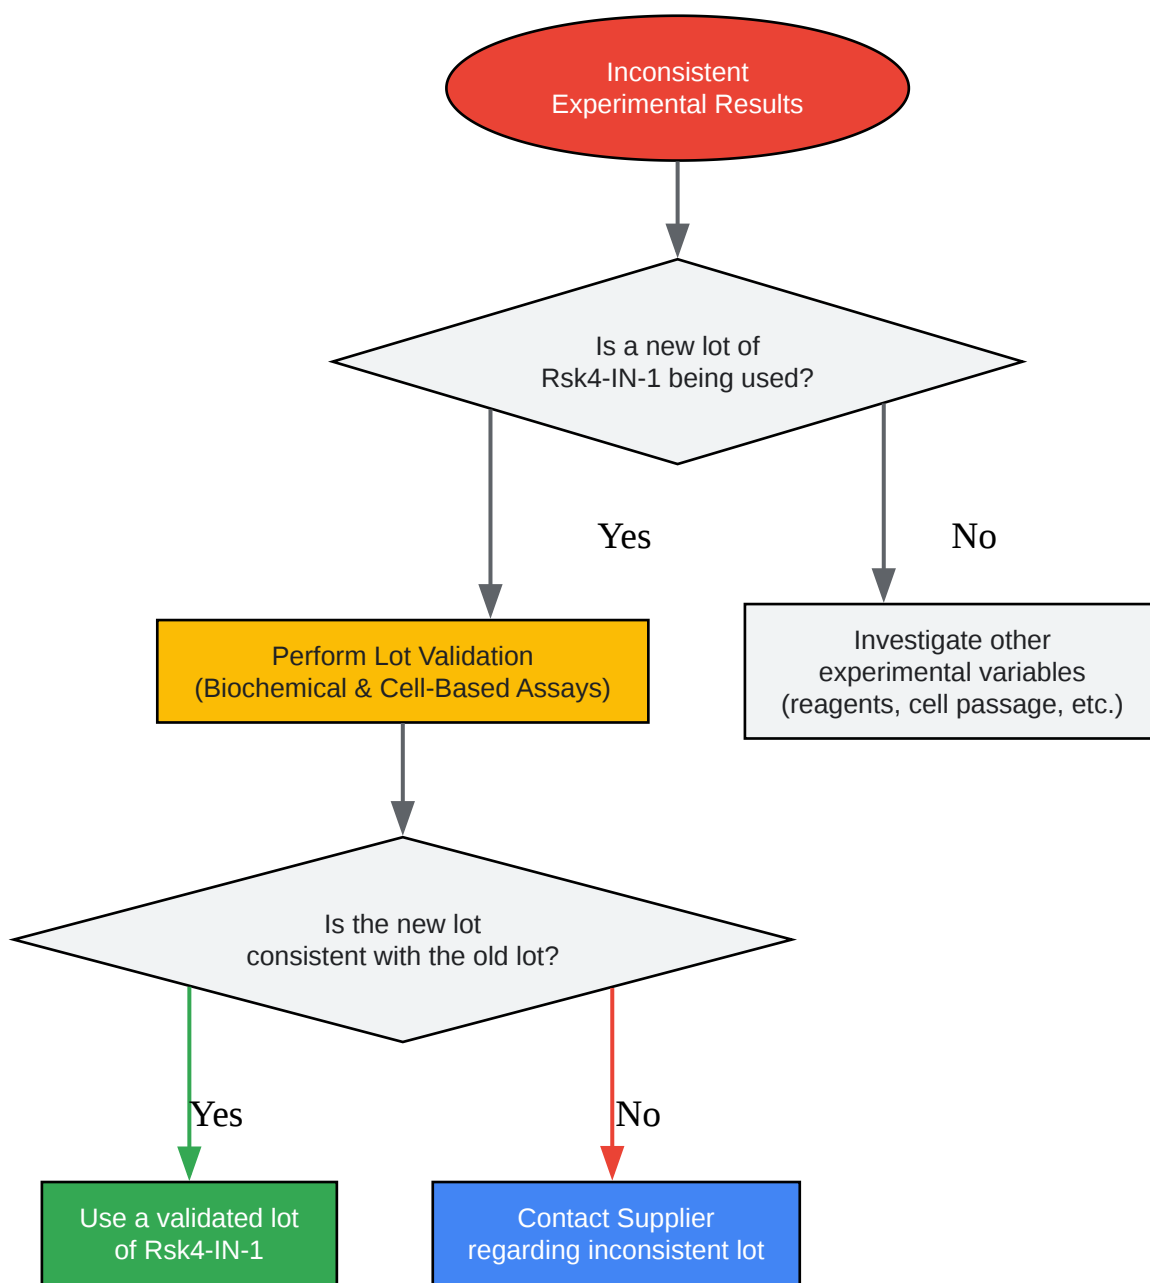 Inconsistent
Experimental Results
Is a new lot of
Rsk4-IN-1 being used?
Yes
No
Perform Lot Validation
(Biochemical & Cell-Based Assays)
Investigate other
experimental variables
(reagents, cell passage, etc.)
Is the new lot
consistent with the old lot?
Yes
No
Use a validated lot
of Rsk4-IN-1
Contact Supplier
regarding inconsistent lot